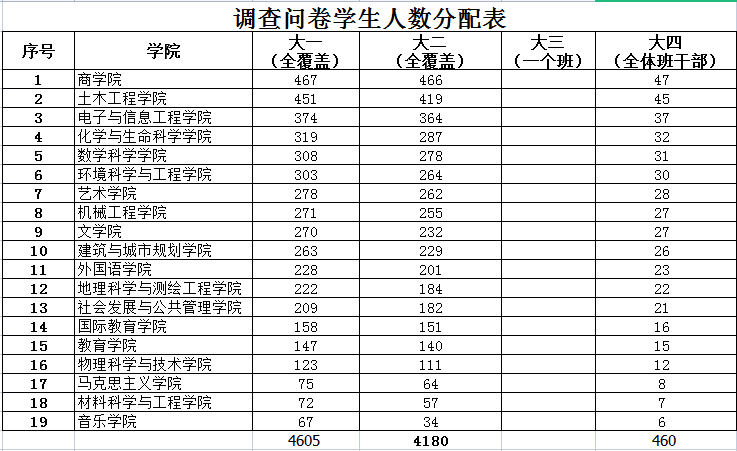 调查问卷学生人数分配表
序号 学院 大一（全覆盖） 大二（全覆盖） 大三（一个班） 大四（全体班干部）
1 商学院 467 466 47
2 土木工程学院 451 419 45
3 电子与信息工程学院 374 364 37
4 化学与生命科学学院 319 287 32
5 数学科学学院 308 278 31
6 环境科学与工程学院 303 264 30
7 艺术学院 278 262 28
8 机械工程学院 271 255 27
9 文学院 270 232 27
10 建筑与城市规划学院 263 229 26
11 外国语学院 228 201 23
12 地理科学与测绘工程学院 222 184 22
13 社会发展与公共管理学院 209 182 21
14 国际教育学院 158 151 16
15 教育学院 147 140 15
16 物理科学与技术学院 123 111 12
17 马克思主义学院 75 64 8
18 材料科学与工程学院 72 57 7
19 音乐学院 67 34 6
4605 4180 460